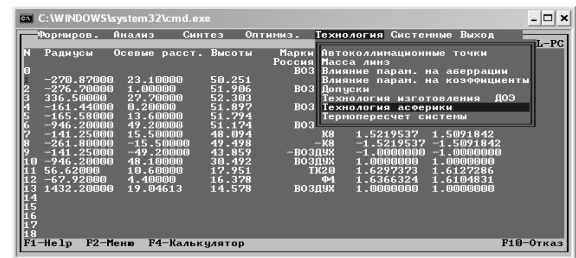 C:\WINDOWS\system32\cmd.exe
Формиров. Анализ Синтез Оптимиз. Технология Системные Выход
L-PC
N Радиусы Осевые расст. Высоты Марки Автоколлимационные точки
Россия Масса линз
0 ВОЗ Влияние парам. на аберрации
1 -270.87000 23.10000 50.251 Влияние парам. на коэффициенты
2 -276.70000 1.00000 51.906 ВОЗ Допуски
3 336.50000 27.70000 52.303 Технология изготовления ДОЭ
4 -161.44000 0.20000 51.897 ВОЗ Технология асферики
5 -165.58000 13.60000 51.794 Термопересчет системы
6 -946.20000 49.20000 51.174 ВОЗ
7 -141.25000 15.50000 48.094 К8 1.5219537 1.5091842
8 -261.80000 -15.50000 49.498 -К8 -1.5219537 -1.5091842
9 -141.25000 -49.20000 43.859 -ВОЗДУХ -1.0000000 -1.0000000
10 -946.20000 48.10000 30.492 ВОЗДУХ 1.0000000 1.0000000
11 56.62000 10.60000 17.951 ТК20 1.6297373 1.6127286
12 -67.92000 4.40000 16.378 Ф4 1.6366324 1.6104831
13 1432.20000 19.04613 14.578 ВОЗДУХ 1.0000000 1.0000000
14
15
16
17
18
F1-Help F2-Меню F4-Калькулятор F10-Отказ